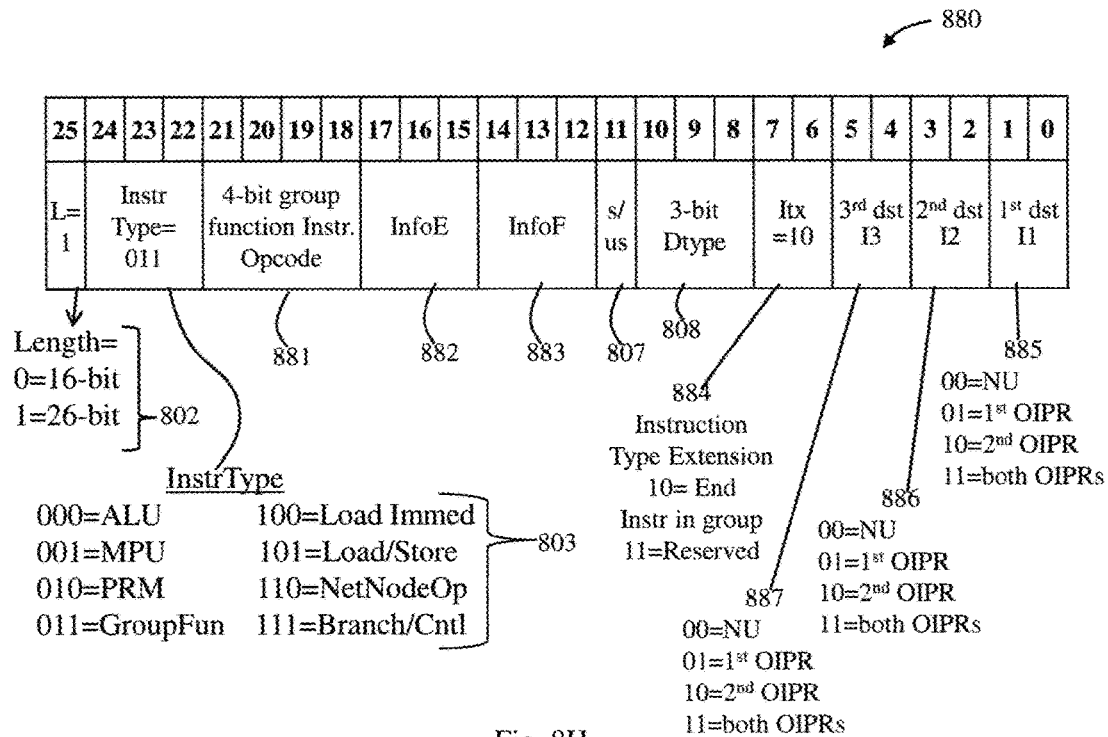 880
25 24 23 22 21 20 19 18 17 16 15 14 13 12 11 10 9 8 7 6 5 4 3 2 1 0
L=
1
Instr
Type=
011
4-bit group
function Instr.
Opcode
InfoE
InfoF
s/
us
3-bit
Dtype
Itx
=10
3rd dst
I3
2nd dst
I2
1st dst
I1
Length=
0=16-bit
1=26-bit
802
881
882
883
807
808
884
Instruction
Type Extension
10= End
Instr in group
11=Reserved
885
00=NU
01=1st OIPR
10=2nd OIPR
11=both OIPRs
886
00=NU
01=1st OIPR
10=2nd OIPR
11=both OIPRs
887
00=NU
01=1st OIPR
10=2nd OIPR
11=both OIPRs
InstrType
000=ALU 100=Load Immed
001=MPU 101=Load/Store
010=PRM 110=NetNodeOp
011=GroupFun 111=Branch/Cntl
803